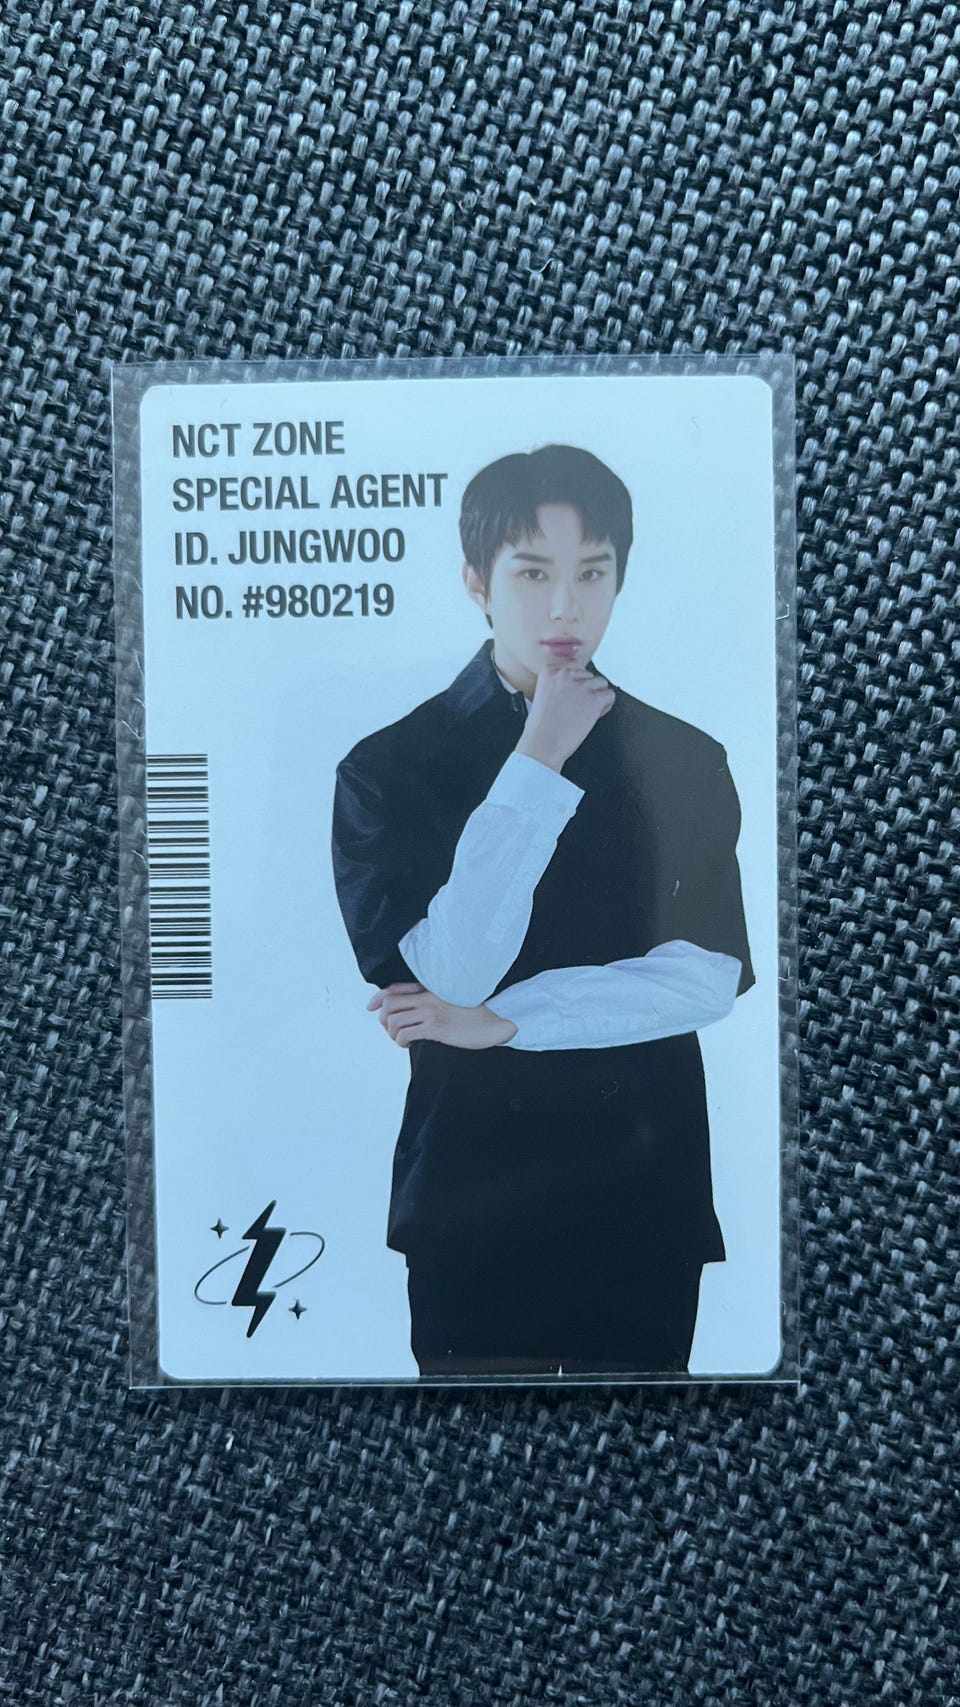 NCT ZONE
SPECIAL AGENT
ID. JUNGWOO
NO. #980219